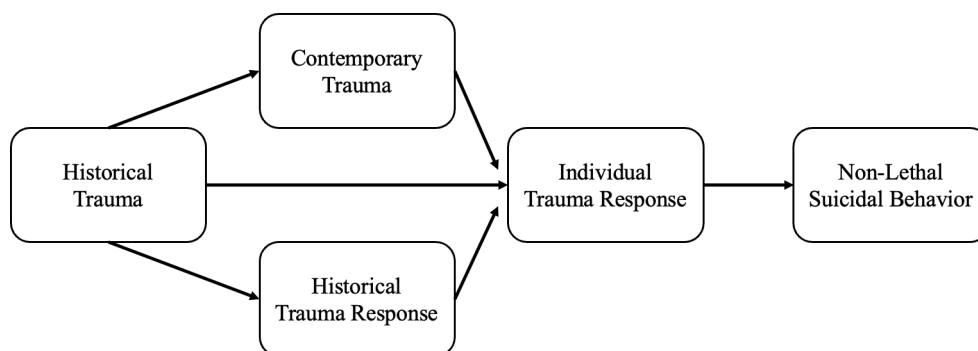 Contemporary
Trauma
Historical
Trauma
Individual
Trauma Response
Non-Lethal
Suicidal Behavior
Historical
Trauma Response